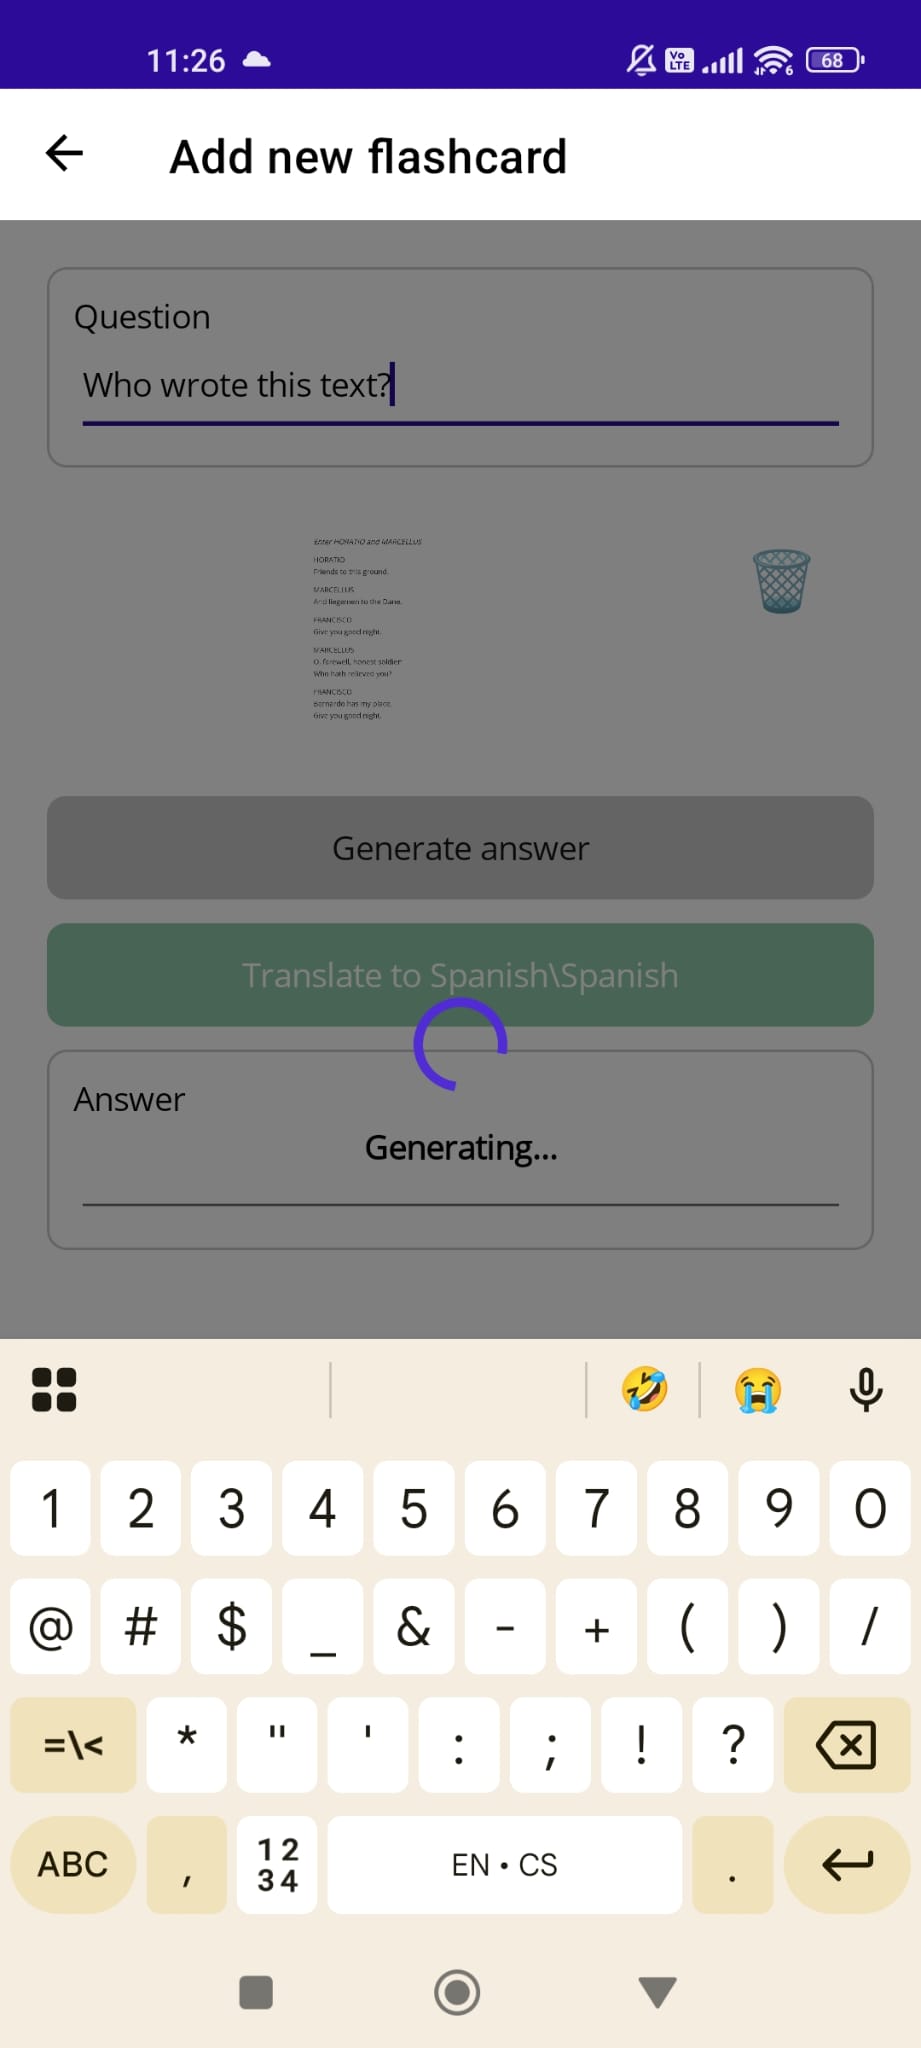 11:26
Vo
LTE
6
68
Add new flashcard
Question
Who wrote this text?
Enter HORATIO and MARCELLUS
HORATIO
Friends to this ground.
MARCELLUS
And liegemen to the Dane.
FRANCISCO
Give you good night.
MARCELLUS
O, farewell, honest soldier
Who hath relieved you?
FRANCISCO
Bernardo has my place.
Give you good night.
Generate answer
Translate to Spanish\Spanish
Answer
Generating...
1 2 3 4 5 6 7 8 9 0
@ # $ _ & - + ( ) /
=\< * " ' : ; ! ?
ABC , 12 34 EN • CS .